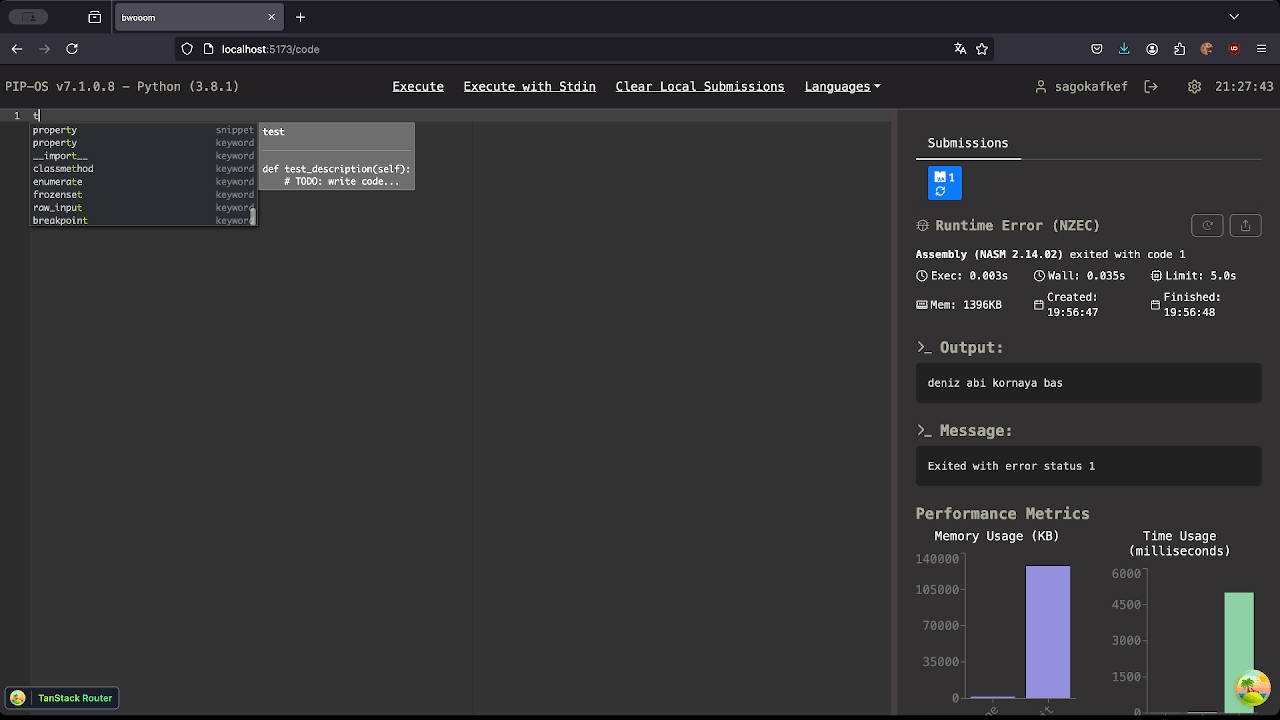 bwooom
localhost:5173/code
PIP-OS v7.1.0.8 – Python (3.8.1)
Execute
Execute with Stdin
Clear Local Submissions
Languages
sagokafkef
21:27:43
1 t
property snippet
property keyword
__import__ keyword
classmethod keyword
enumerate keyword
frozenset keyword
raw_input keyword
breakpoint keyword
test
def test_description(self):
# TODO: write code...
Submissions
1
Runtime Error (NZEC)
Assembly (NASM 2.14.02) exited with code 1
Exec: 0.003s Wall: 0.035s Limit: 5.0s
Mem: 1396KB
Created: 19:56:47
Finished: 19:56:48
>_ Output:
deniz abi kornaya bas
>_ Message:
Exited with error status 1
Performance Metrics
Memory Usage (KB)
140000
105000
70000
35000
0
Time Usage
(milliseconds)
6000
4500
3000
1500
0
TanStack Router